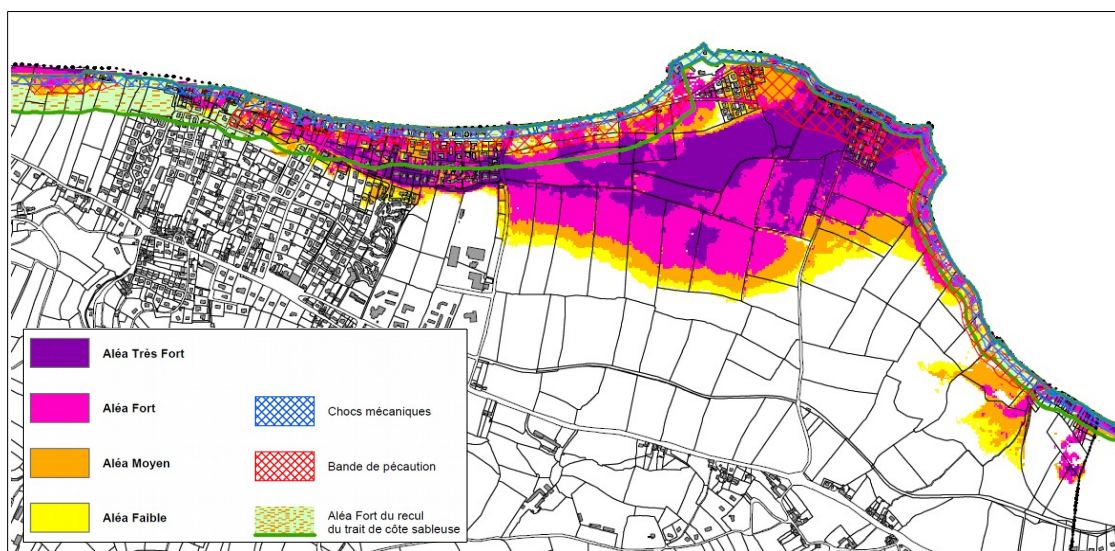 Aléa Très Fort
Aléa Fort
Aléa Moyen
Aléa Faible
Chocs mécaniques
Bande de pécaution
Aléa Fort du recul
du trait de côte sableuse